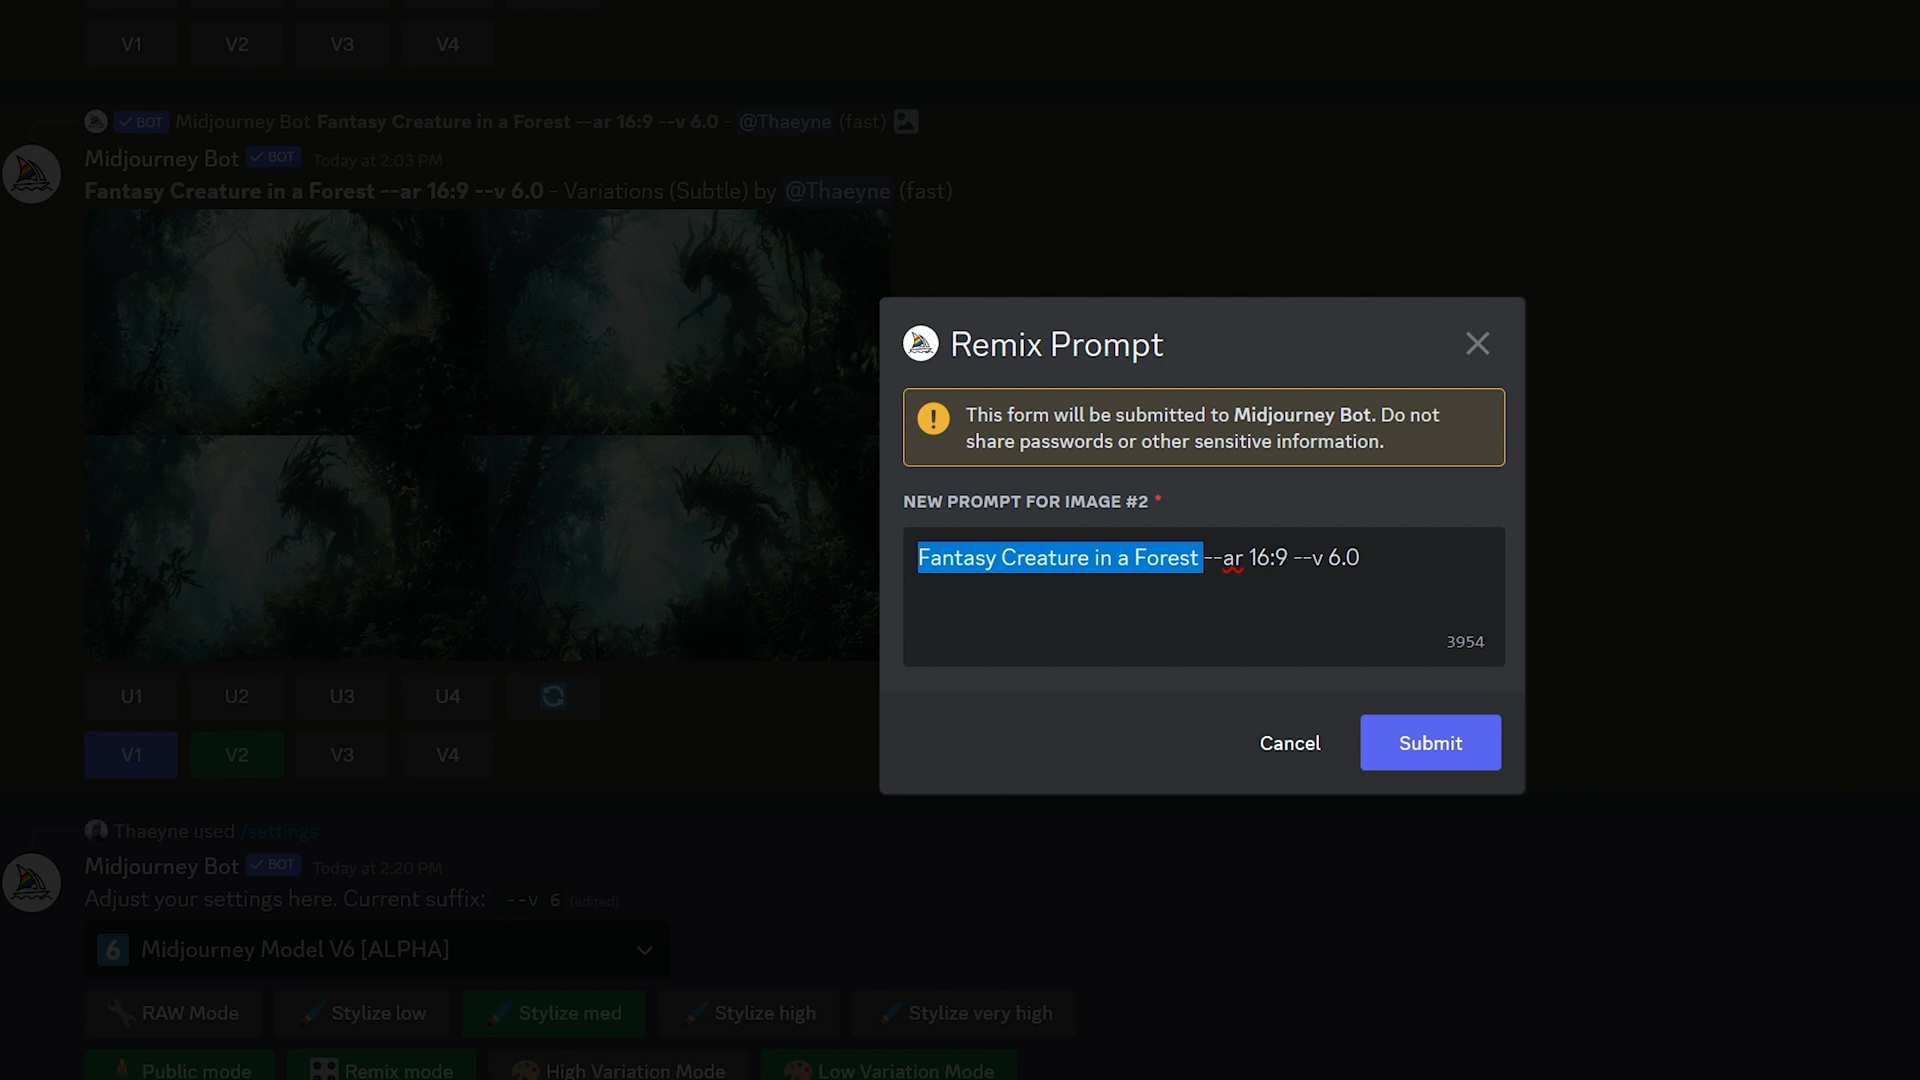 V1 V2 V3 V4
BOT Midjourney Bot Fantasy Creature in a Forest --ar 16:9 --v 6.0 - @Thaeyne (fast)
Midjourney Bot BOT Today at 2:03 PM
Fantasy Creature in a Forest --ar 16:9 --v 6.0 - Variations (Subtle) by @Thaeyne (fast)
Remix Prompt
This form will be submitted to Midjourney Bot. Do not
share passwords or other sensitive information.
NEW PROMPT FOR IMAGE #2 *
Fantasy Creature in a Forest --ar 16:9 --v 6.0
3954
Cancel Submit
U1 U2 U3 U4
V1 V2 V3 V4
Thaeyne used /settings
Midjourney Bot BOT Today at 2:20 PM
Adjust your settings here. Current suffix: --v 6 (edited)
6 Midjourney Model V6 [ALPHA]
RAW Mode Stylize low Stylize med Stylize high Stylize very high
Public mode Remix mode High Variation Mode Low Variation Mode